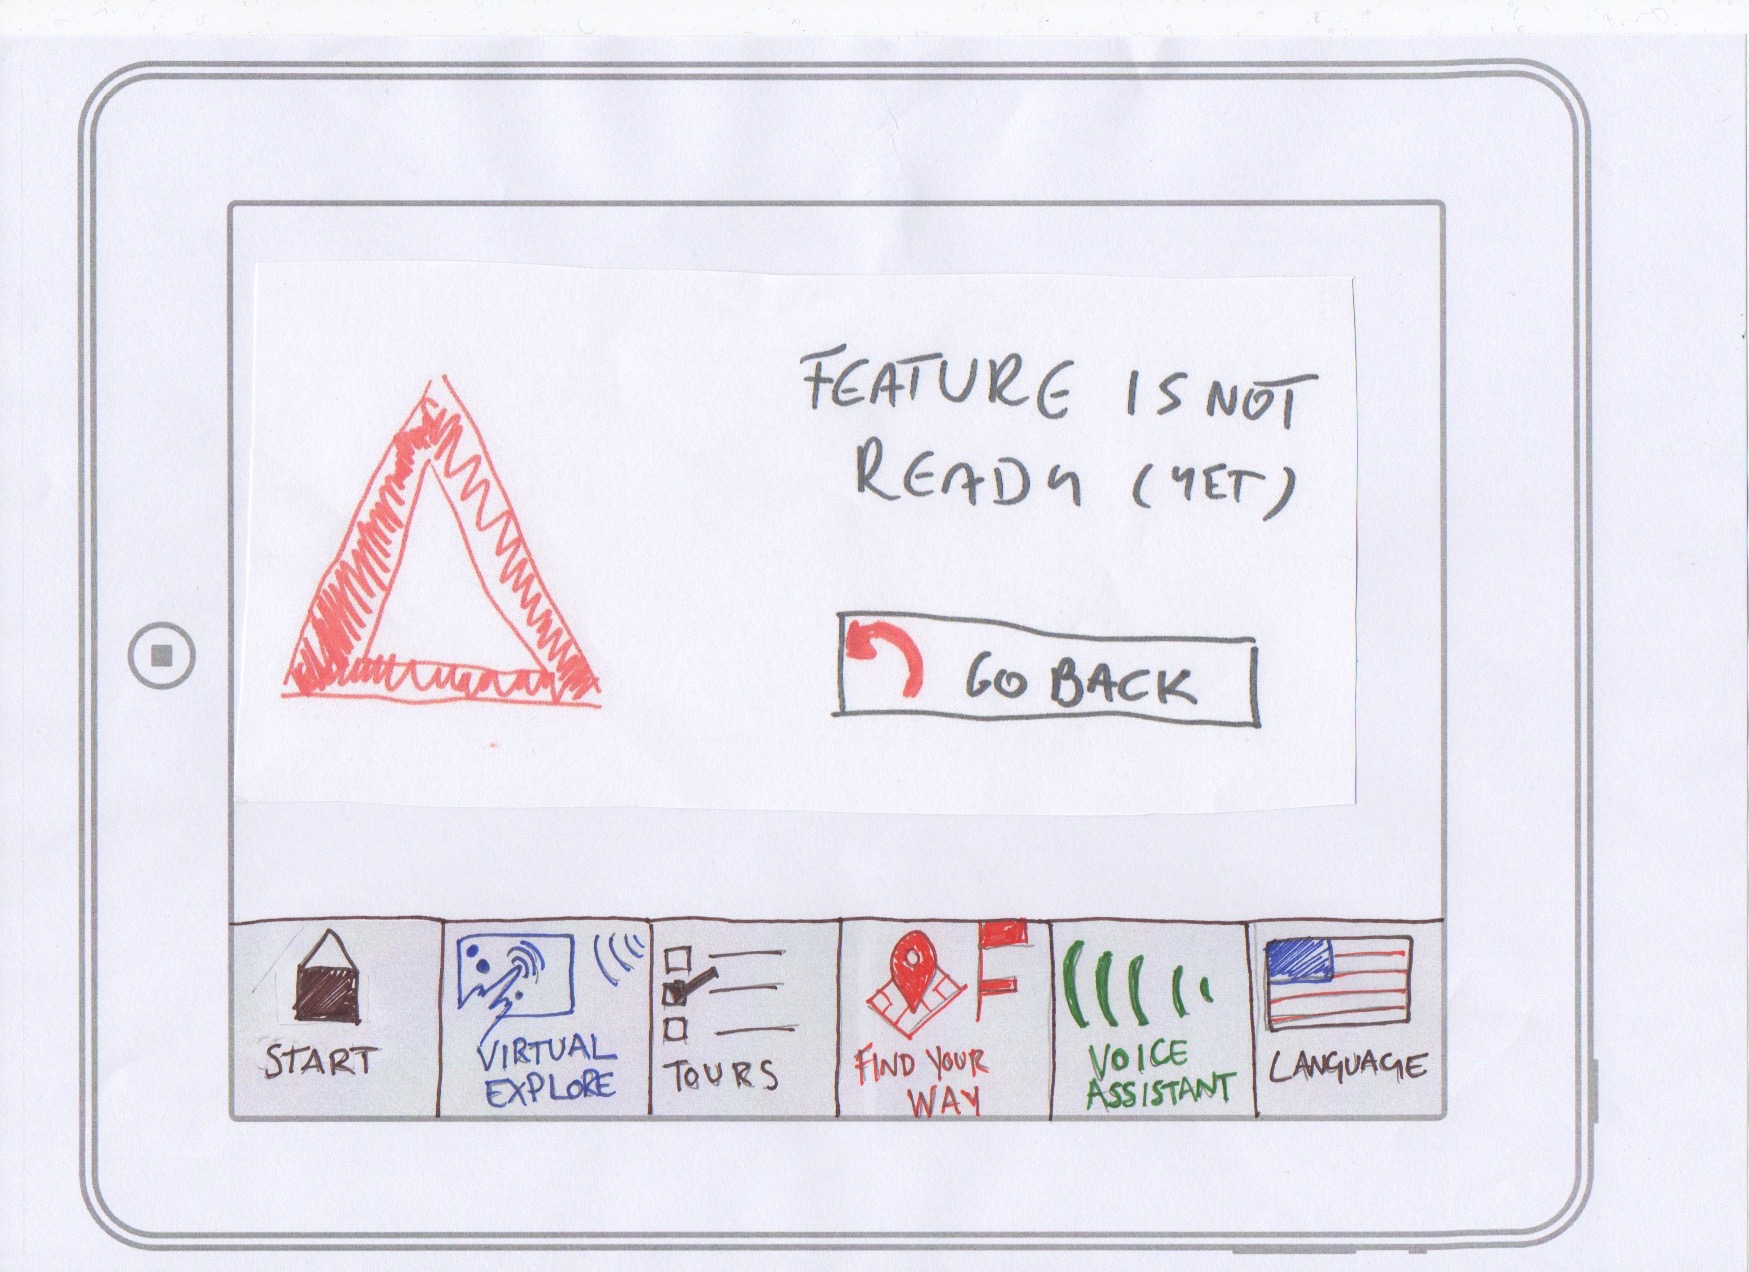 FEATURE IS NOT
READY (YET)
GO BACK
START
VIRTUAL
EXPLORE
TOURS
FIND YOUR
WAY
VOICE
ASSISTANT
LANGUAGE